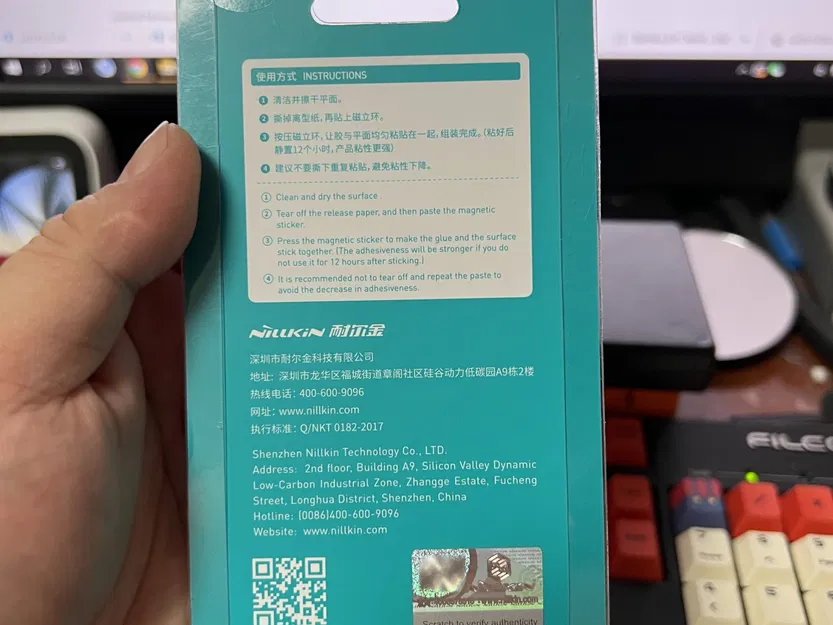 使用方式 INSTRUCTIONS
❶ 清洁并擦干平面。
❷ 撕掉离型纸，再贴上磁立环。
❸ 按压磁立环，让胶与平面均匀粘贴在一起，组装完成。（粘好后
静置12个小时，产品粘性更强）
❹ 建议不要撕下重复粘贴，避免粘性下降。
① Clean and dry the surface
② Tear off the release paper, and then paste the magnetic
sticker.
③ Press the magnetic sticker to make the glue and the surface
stick together. (The adhesiveness will be stronger if you do
not use it for 12 hours after sticking.)
④ It is recommended not to tear off and repeat the paste to
avoid the decrease in adhesiveness.
NILLKIN 耐尔金
深圳市耐尔金科技有限公司
地址：深圳市龙华区福城街道章阁社区硅谷动力低碳园A9栋2楼
热线电话：400-600-9096
网址：www.nillkin.com
执行标准：Q/NKT 0182-2017
Shenzhen Nillkin Technology Co., LTD.
Address: 2nd floor, Building A9, Silicon Valley Dynamic
Low-Carbon Industrial Zone, Zhangge Estate, Fucheng
Street, Longhua District, Shenzhen, China
Hotline: (0086)400-600-9096
Website: www.nillkin.com
Scratch to verify authenticity
FILCO